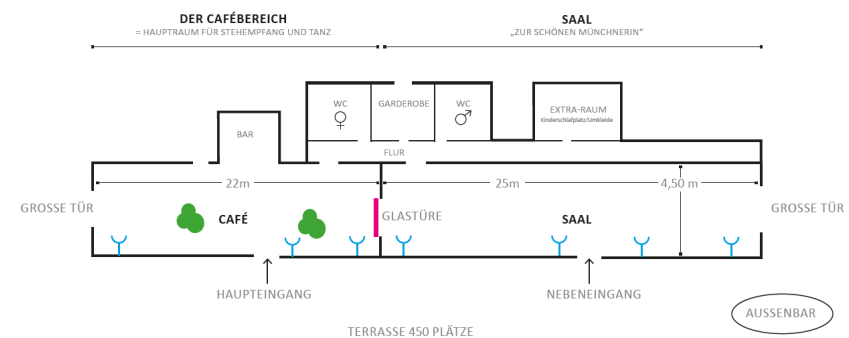 DER CAFÉBEREICH
= HAUPTRAUM FÜR STEHEMPFANG UND TANZ
SAAL
„ZUR SCHÖNEN MÜNCHNERIN“
WC
GARDEROBE
WC
EXTRA-RAUM
Kinderschlafplatz/Umkleide
BAR
FLUR
22m
25m
4,50 m
GROSSE TÜR
CAFÉ
GLASTÜRE
SAAL
GROSSE TÜR
HAUPTEINGANG
NEBENEINGANG
AUSSENBAR
TERRASSE 450 PLÄTZE